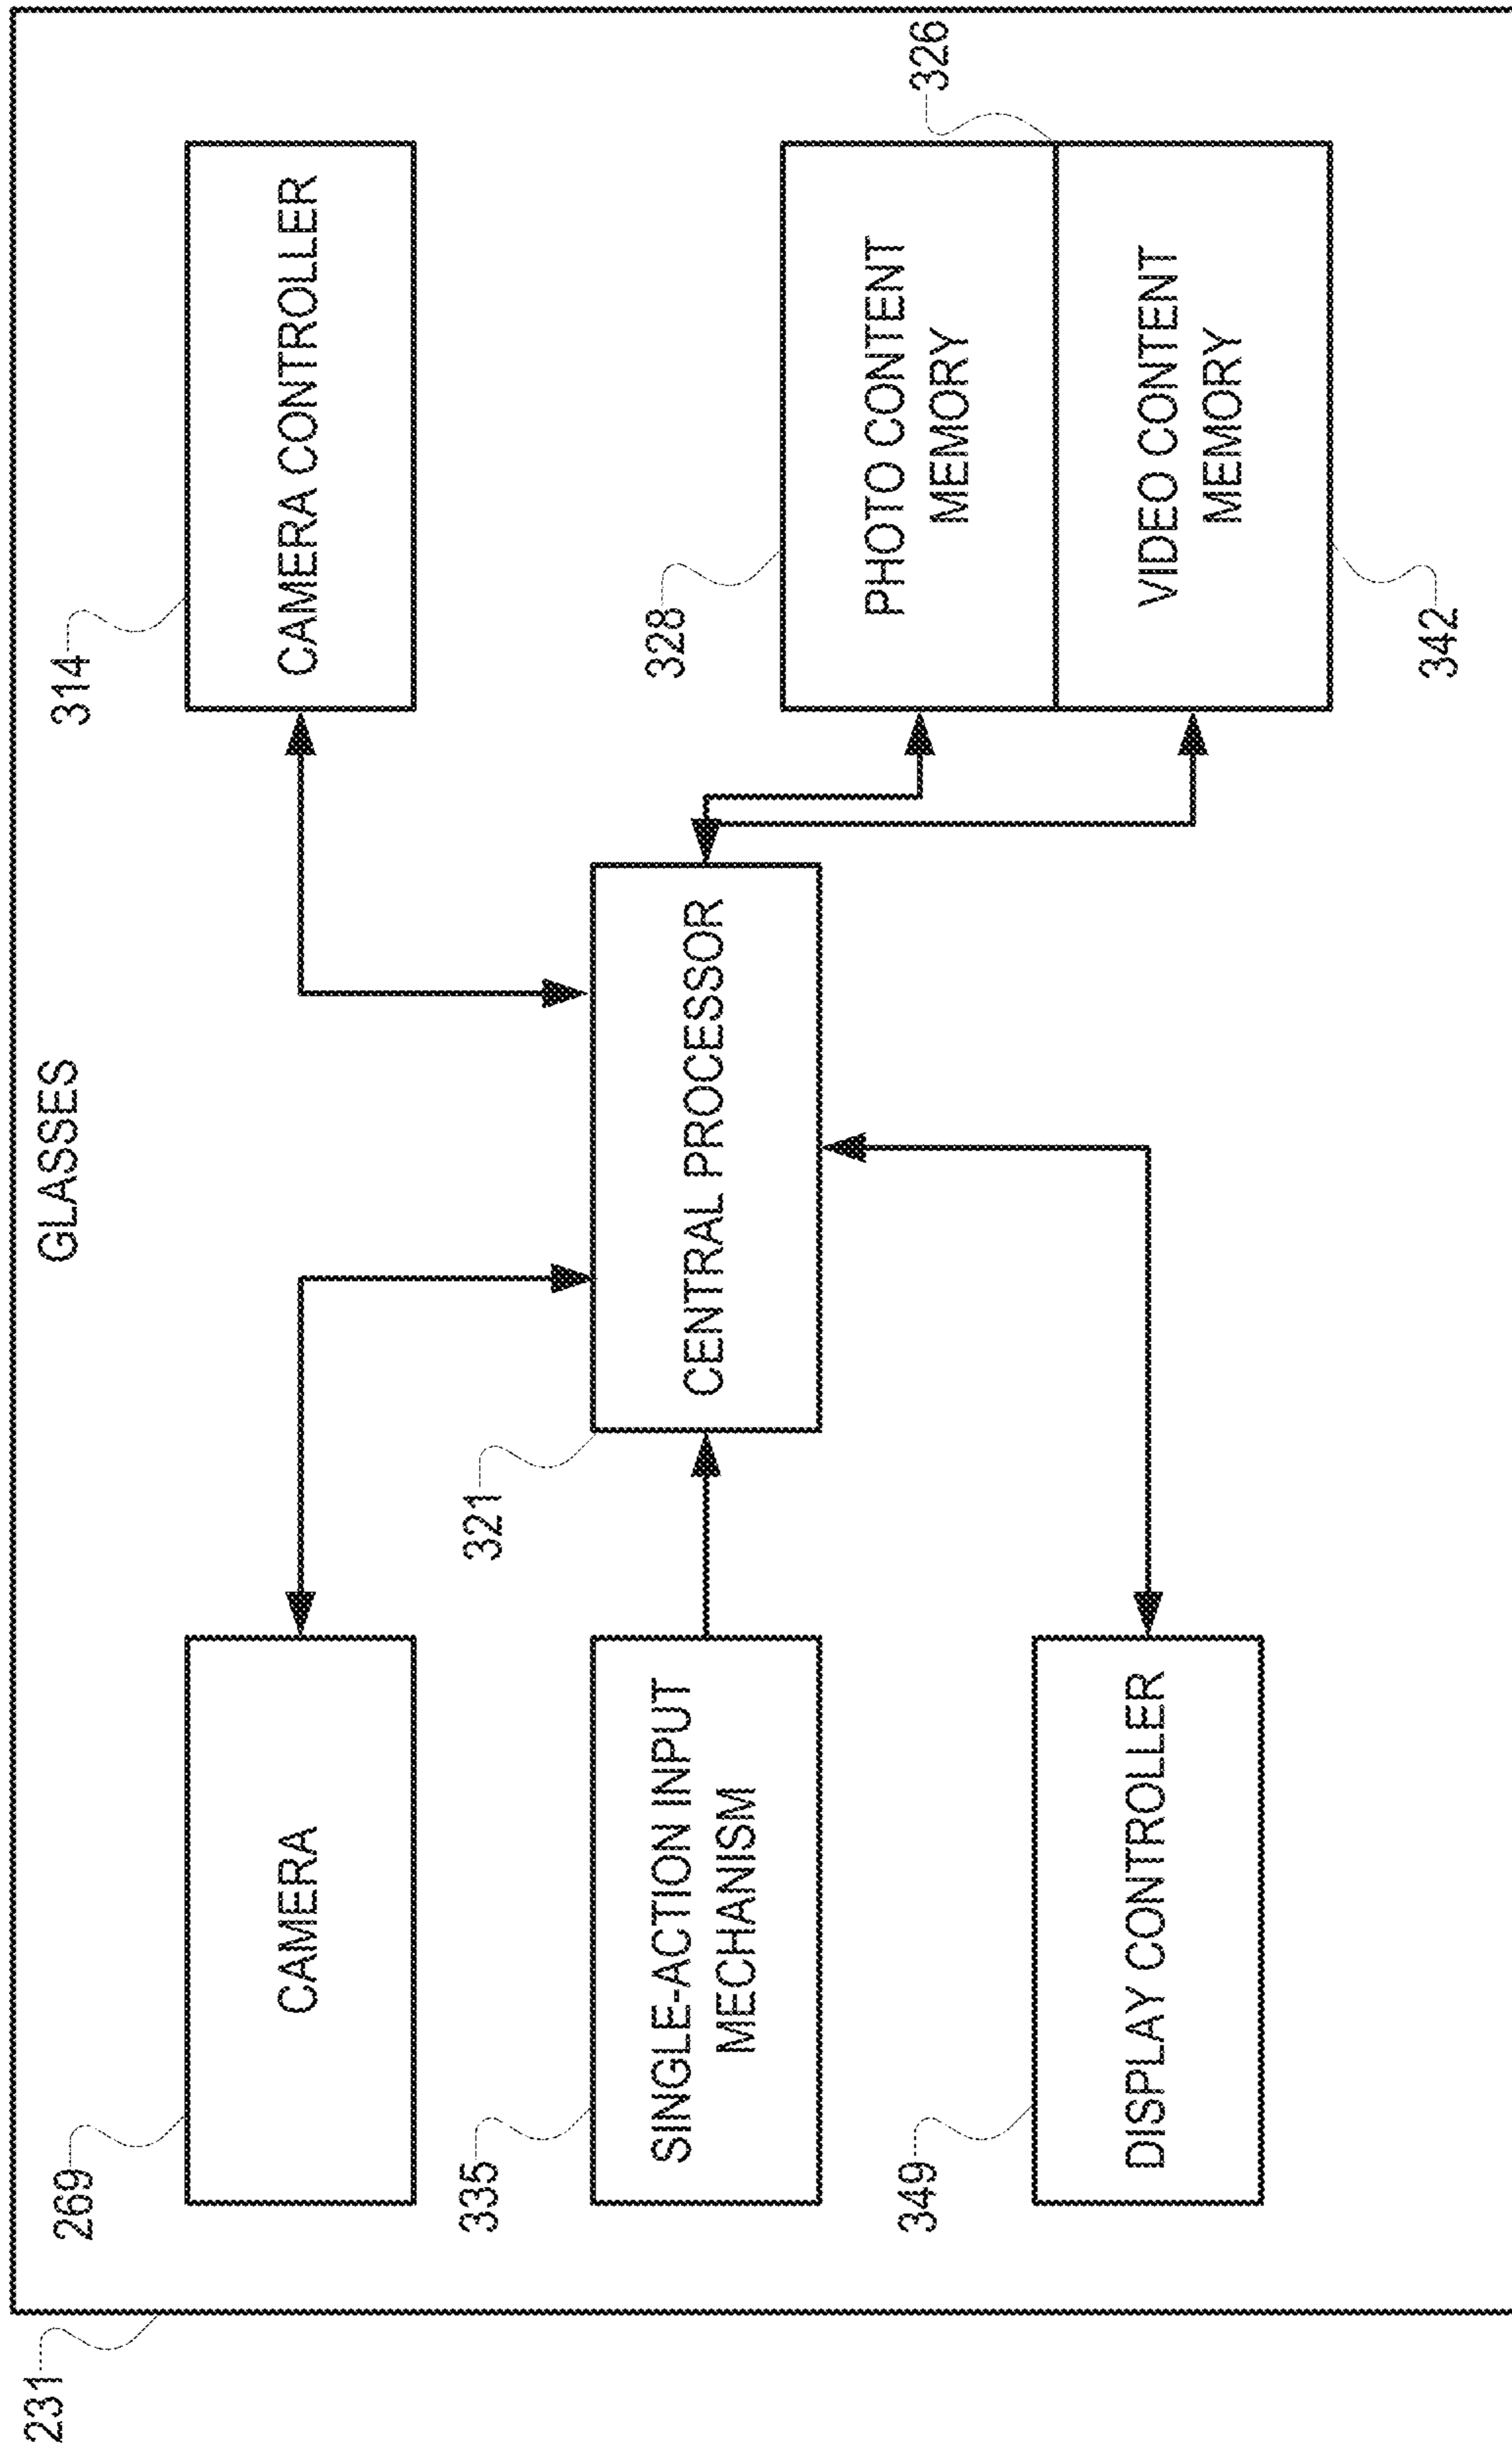 231
GLASSES
269
CAMERA
314
CAMERA CONTROLLER
335
SINGLE-ACTION INPUT
MECHANISM
321
CENTRAL PROCESSOR
328
PHOTO CONTENT
MEMORY
326
VIDEO CONTENT
MEMORY
342
349
DISPLAY CONTROLLER